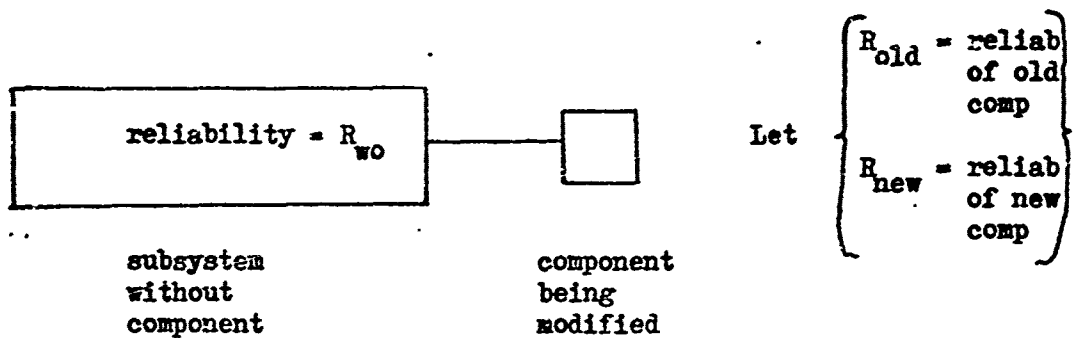 reliability = R_wo
subsystem
without
component
component
being
modified
Let
R_old = reliab
of old
comp
R_new = reliab
of new
comp